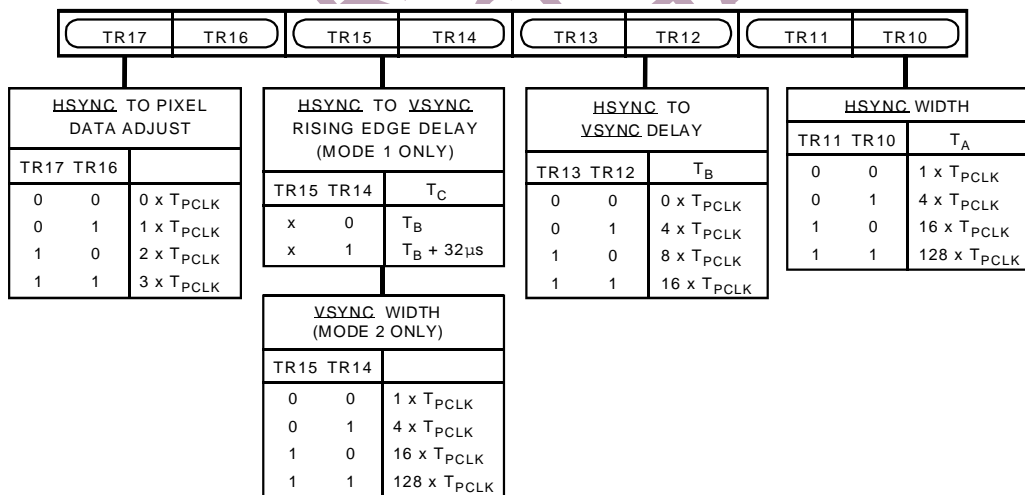 TR17 TR16 TR15 TR14 TR13 TR12 TR11 TR10
HSYNC TO PIXEL
DATA ADJUST
TR17 TR16
0 0 0 x TPCLK
0 1 1 x TPCLK
1 0 2 x TPCLK
1 1 3 x TPCLK
HSYNC TO VSYNC
RISING EDGE DELAY
(MODE 1 ONLY)
TR15 TR14 TC
x 0 TB
x 1 TB + 32µs
VSYNC WIDTH
(MODE 2 ONLY)
TR15 TR14
0 0 1 x TPCLK
0 1 4 x TPCLK
1 0 16 x TPCLK
1 1 128 x TPCLK
HSYNC TO
VSYNC DELAY
TR13 TR12 TB
0 0 0 x TPCLK
0 1 4 x TPCLK
1 0 8 x TPCLK
1 1 16 x TPCLK
HSYNC WIDTH
TR11 TR10 TA
0 0 1 x TPCLK
0 1 4 x TPCLK
1 0 16 x TPCLK
1 1 128 x TPCLK